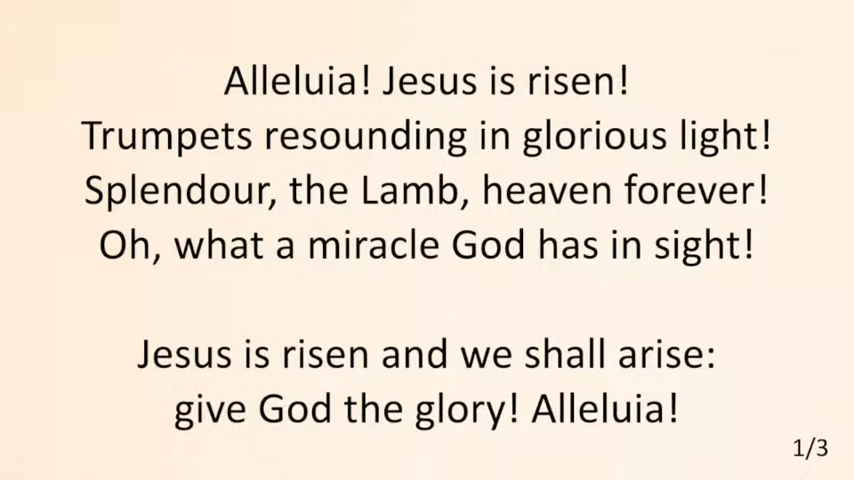 Alleluia! Jesus is risen!
Trumpets resounding in glorious light!
Splendour, the Lamb, heaven forever!
Oh, what a miracle God has in sight!
Jesus is risen and we shall arise:
give God the glory! Alleluia!
1/3